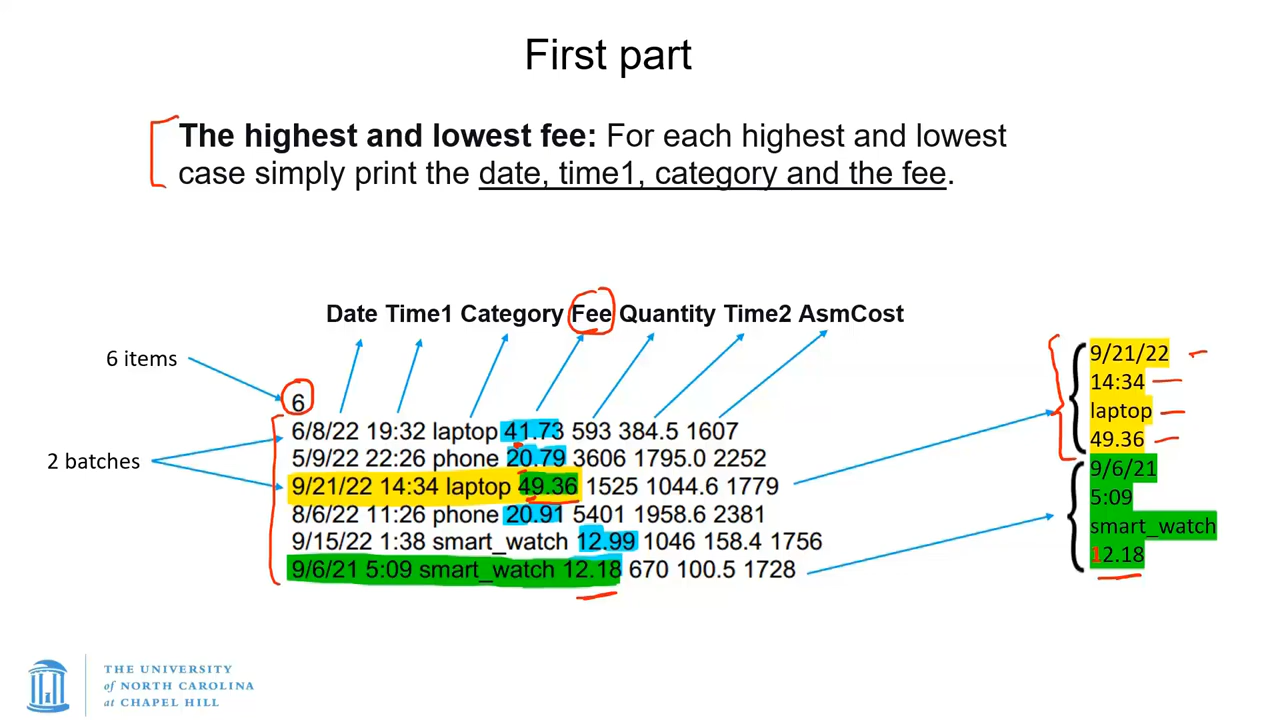 First part
The highest and lowest fee: For each highest and lowest
case simply print the date, time1, category and the fee.
Date Time1 Category Fee Quantity Time2 AsmCost
6 items
6
2 batches
6/8/22 19:32 laptop 41.73 593 384.5 1607
5/9/22 22:26 phone 20.79 3606 1795.0 2252
9/21/22 14:34 laptop 49.36 1525 1044.6 1779
8/6/22 11:26 phone 20.91 5401 1958.6 2381
9/15/22 1:38 smart_watch 12.99 1046 158.4 1756
9/6/21 5:09 smart_watch 12.18 670 100.5 1728
9/21/22
14:34
laptop
49.36
9/6/21
5:09
smart_watch
12.18
THE UNIVERSITY
of NORTH CAROLINA
at CHAPEL HILL